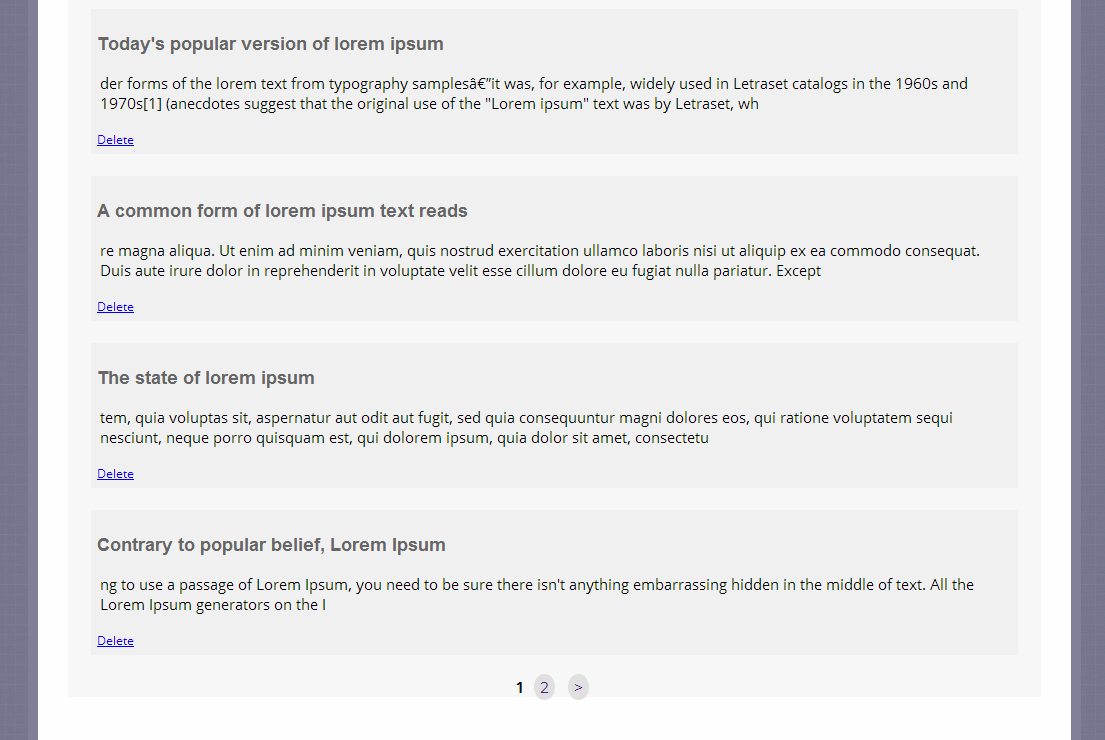 Today's popular version of lorem ipsum
der forms of the lorem text from typography samplesâ€”it was, for example, widely used in Letraset catalogs in the 1960s and
1970s[1] (anecdotes suggest that the original use of the "Lorem ipsum" text was by Letraset, wh
Delete
A common form of lorem ipsum text reads
re magna aliqua. Ut enim ad minim veniam, quis nostrud exercitation ullamco laboris nisi ut aliquip ex ea commodo consequat.
Duis aute irure dolor in reprehenderit in voluptate velit esse cillum dolore eu fugiat nulla pariatur. Except
Delete
The state of lorem ipsum
tem, quia voluptas sit, aspernatur aut odit aut fugit, sed quia consequuntur magni dolores eos, qui ratione voluptatem sequi
nesciunt, neque porro quisquam est, qui dolorem ipsum, quia dolor sit amet, consectetu
Delete
Contrary to popular belief, Lorem Ipsum
ng to use a passage of Lorem Ipsum, you need to be sure there isn't anything embarrassing hidden in the middle of text. All the
Lorem Ipsum generators on the I
Delete
1 2 >